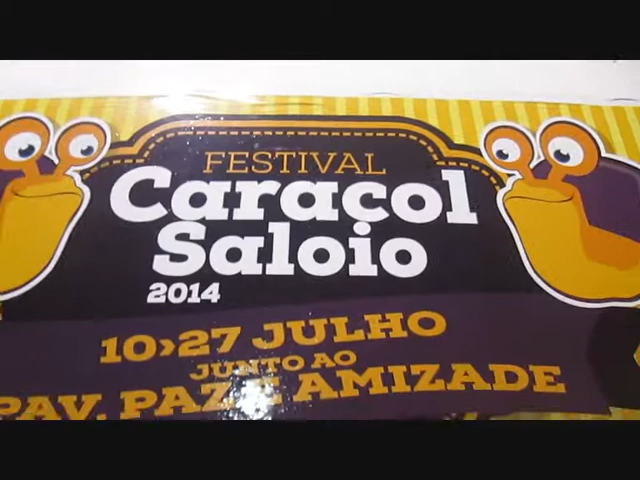 FESTIVAL
Caracol
Saloio
2014
10>27 JULHO
JUNTO AO
PAV. PAZ E AMIZADE